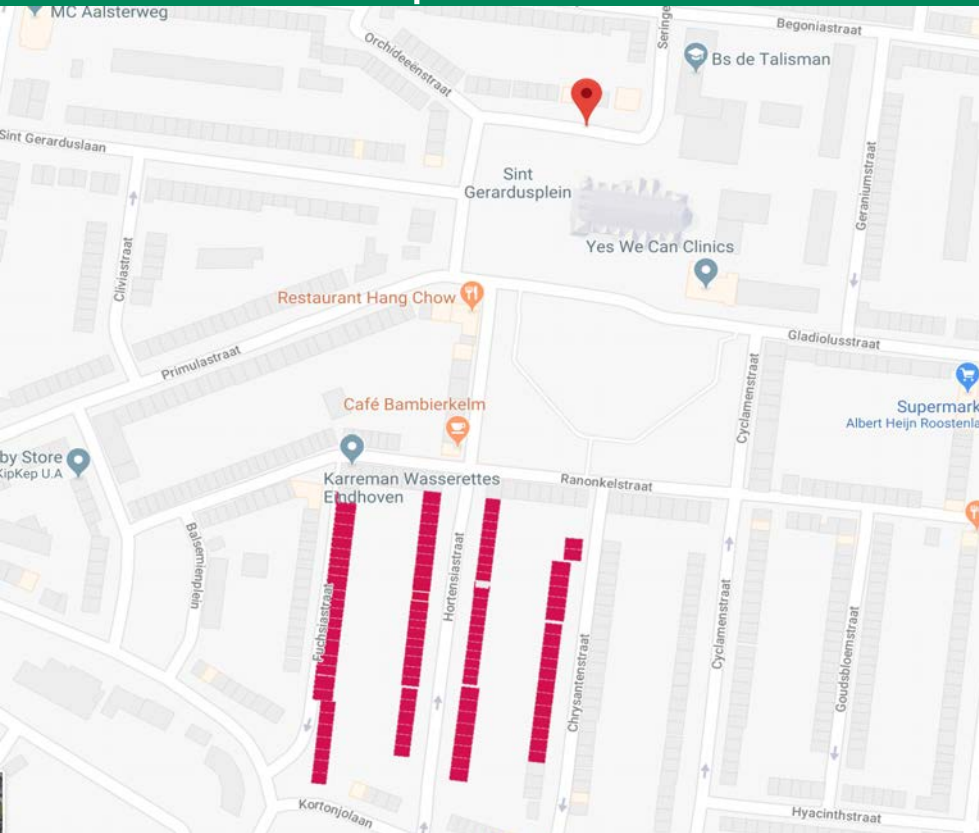 MC Aalsterweg
Begoniastraat
Orchideeënstraat
Seringe
Bs de Talisman
Sint Gerarduslaan
Sint
Gerardusplein
Geraniumstraat
Cliviastraat
Yes We Can Clinics
Restaurant Hang Chow
Gladiolusstraat
Primulastraat
Cyclamenstraat
Café Bambierkelm
Supermark
Albert Heijn Roostenla
by Store
KipKep U.A
Karreman Wasserettes
Eindhoven
Ranonkelstraat
Balsemienplein
Fuchsiastraat
Hortensiastraat
Chrysantenstraat
Cyclamenstraat
Goudsbloemstraat
Kortonjolaan
Hyacinthstraat